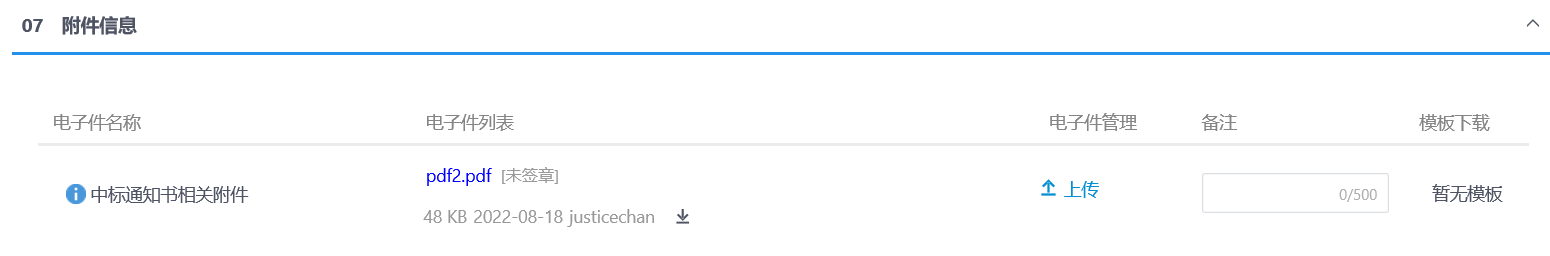 07 附件信息
电子件名称 电子件列表 电子件管理 备注 模板下载
pdf2.pdf [未签章]
中标通知书相关附件 上传 0/500 暂无模板
48 KB 2022-08-18 justicechan